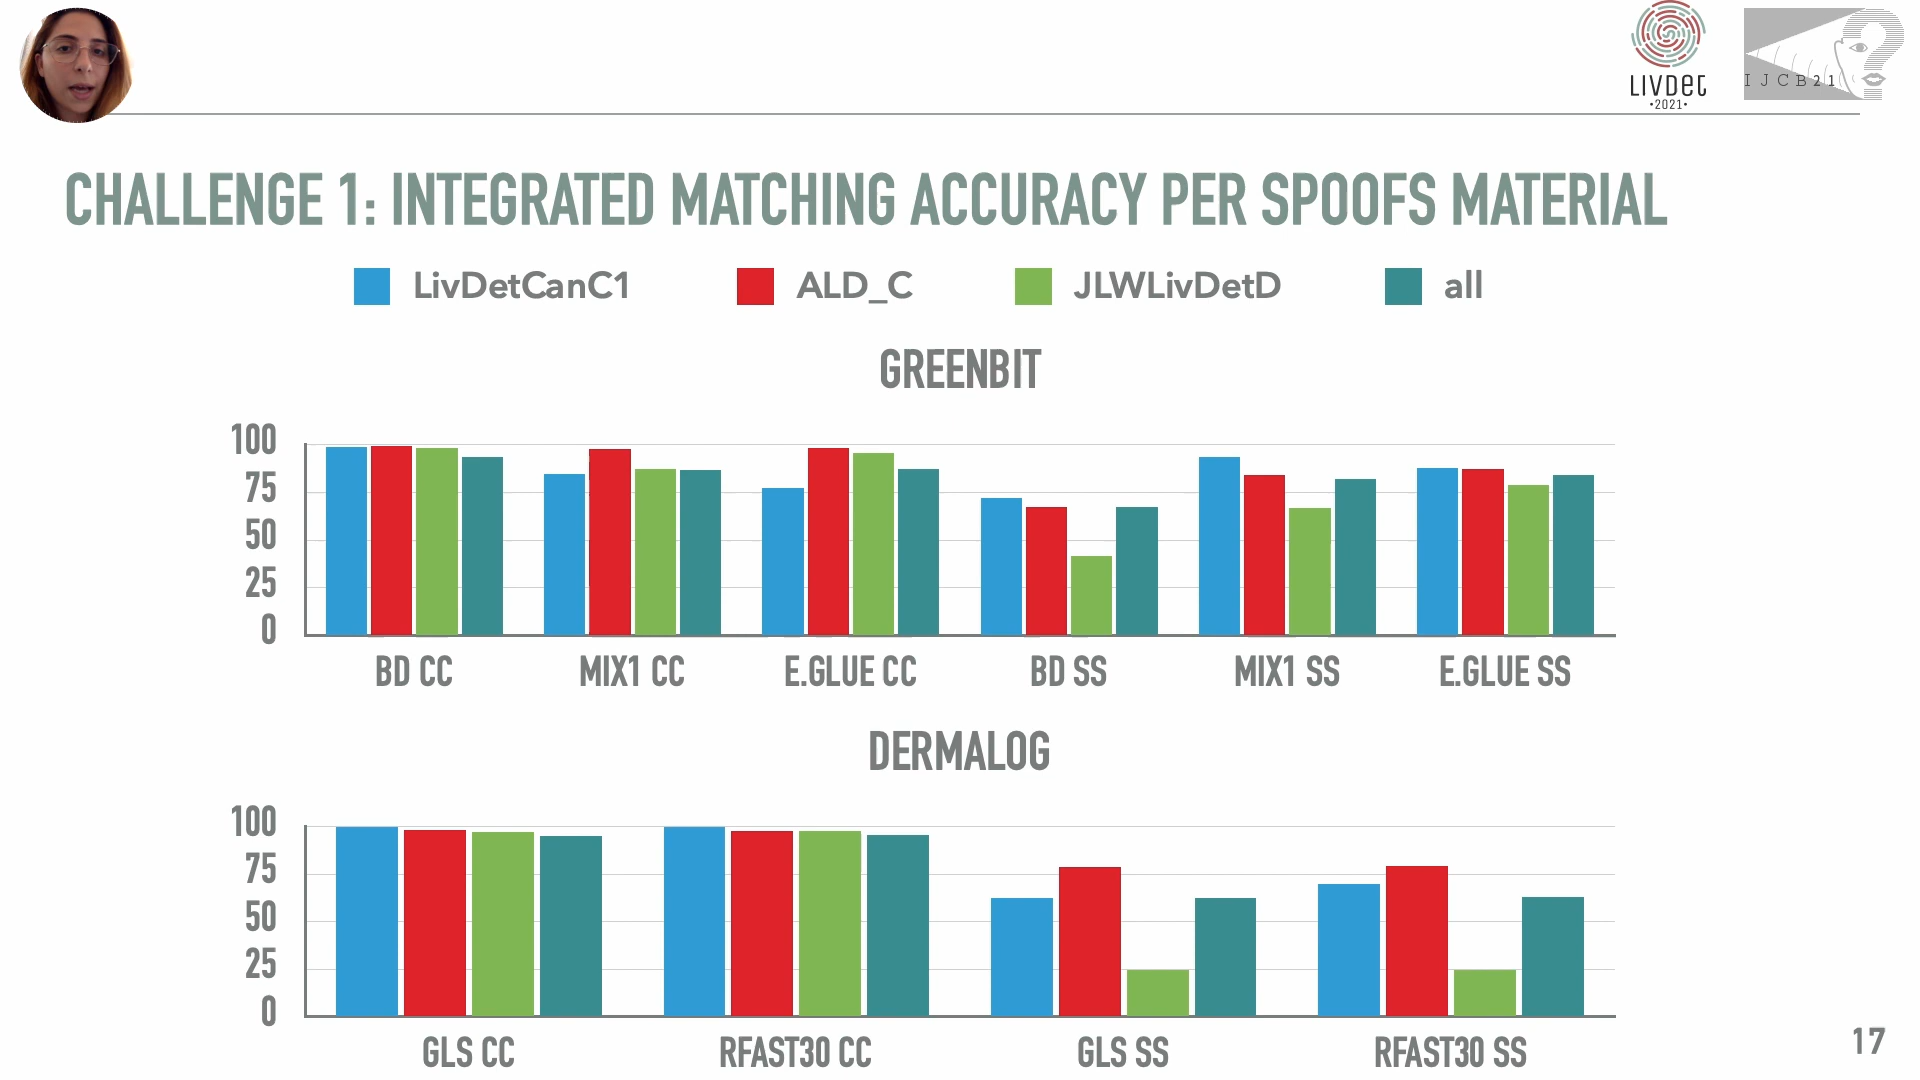 LIVDET
•2021•
IJCB21
CHALLENGE 1: INTEGRATED MATCHING ACCURACY PER SPOOFS MATERIAL
LivDetCanC1 ALD_C JLWLivDetD all
GREENBIT
100
75
50
25
0
BD CC MIX1 CC E.GLUE CC BD SS MIX1 SS E.GLUE SS
DERMALOG
100
75
50
25
0
GLS CC RFAST30 CC GLS SS RFAST30 SS
17